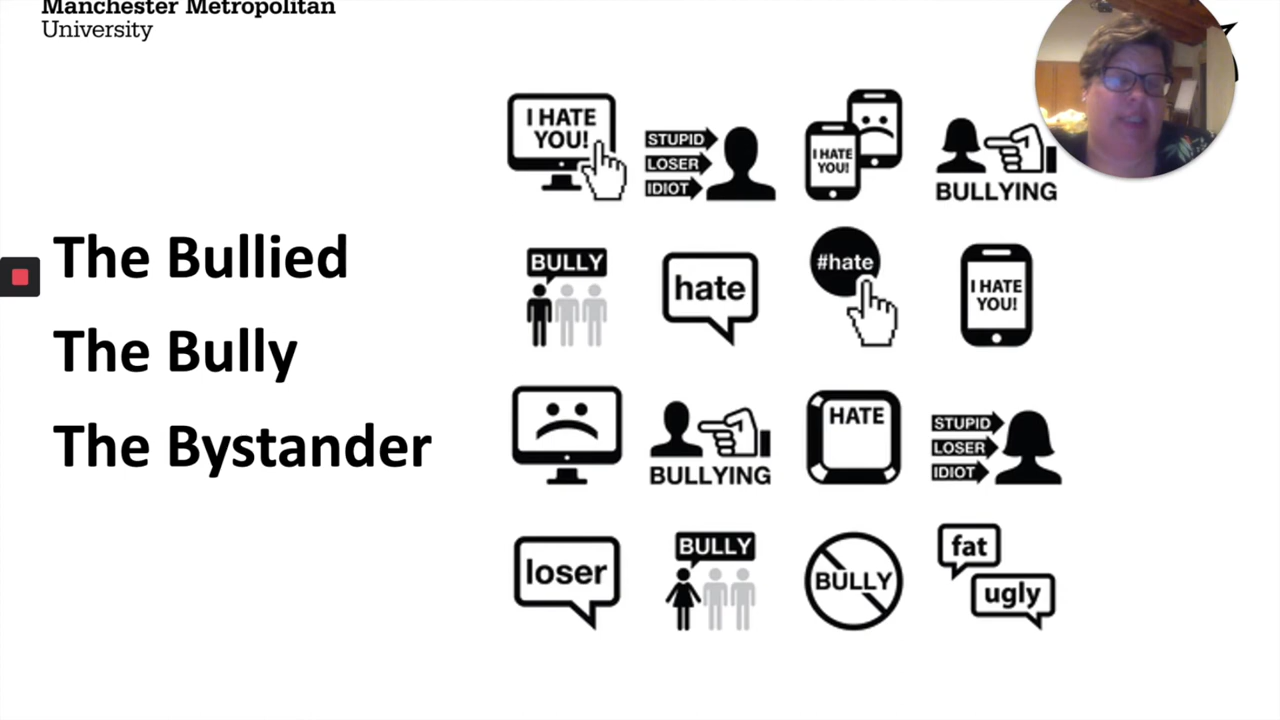 Manchester Metropolitan
University
The Bullied
The Bully
The Bystander
I HATE
YOU!
STUPID
LOSER
IDIOT
I HATE
YOU!
BULLYING
BULLY
hate
#hate
I HATE
YOU!
BULLYING
HATE
STUPID
LOSER
IDIOT
loser
BULLY
BULLY
fat
ugly